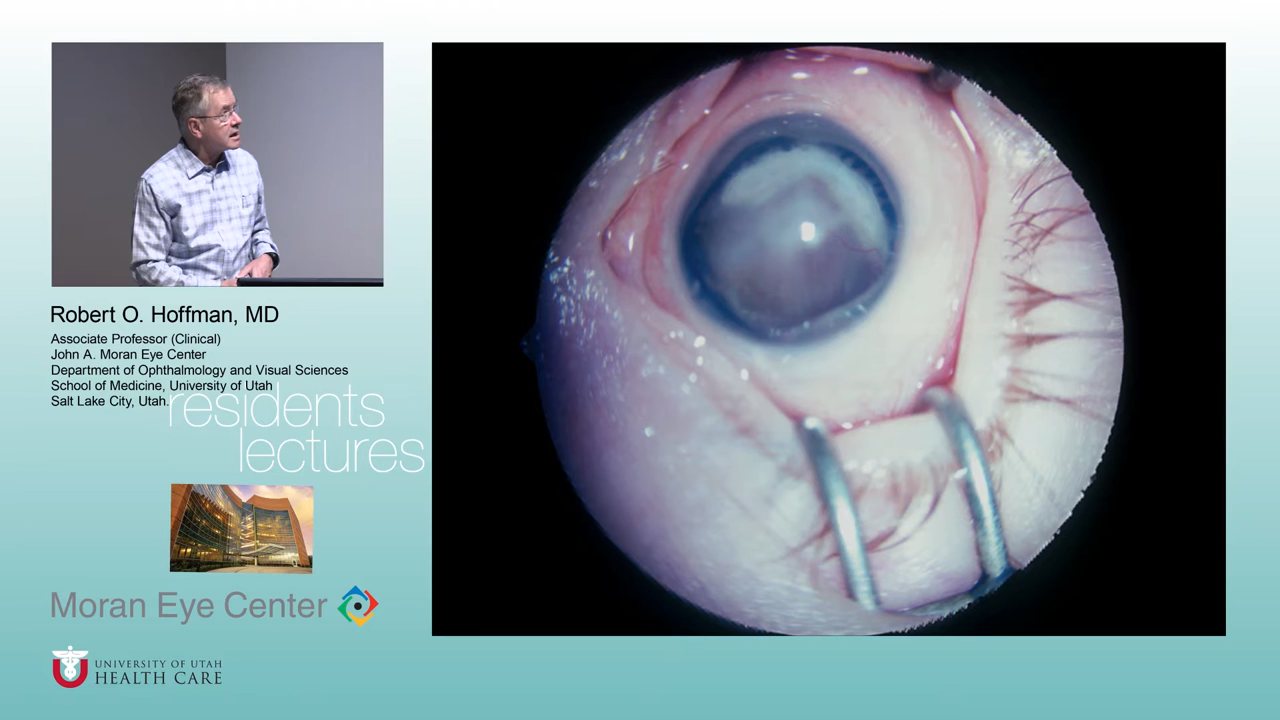 Robert O. Hoffman, MD
Associate Professor (Clinical)
John A. Moran Eye Center
Department of Ophthalmology and Visual Sciences
School of Medicine, University of Utah
Salt Lake City, Utah.
residents
lectures
Moran Eye Center
UNIVERSITY OF UTAH
HEALTH CARE